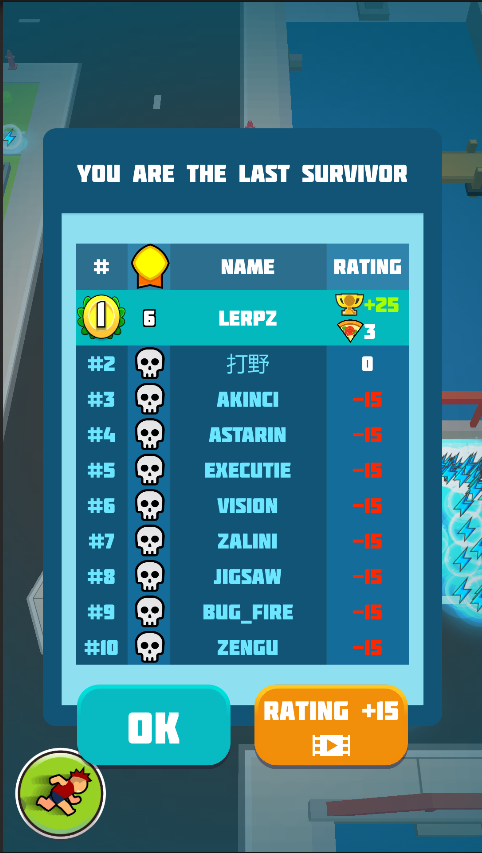 YOU ARE THE LAST SURVIVOR
# NAME RATING
1 6 LERPZ +25
3
#2 打野 0
#3 AKINCI -15
#4 ASTARIN -15
#5 EXECUTIE -15
#6 VISION -15
#7 ZALINI -15
#8 JIGSAW -15
#9 BUG_FIRE -15
#10 ZENGU -15
OK
RATING +15